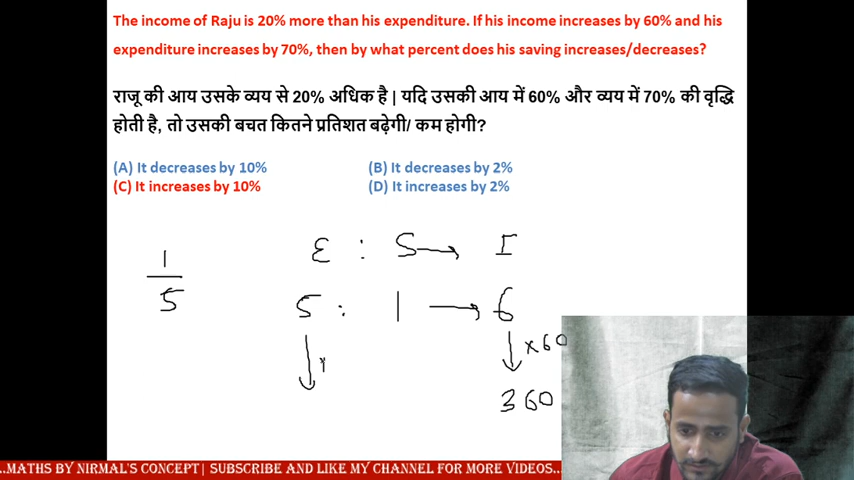 The income of Raju is 20% more than his expenditure. If his income increases by 60% and his
expenditure increases by 70%, then by what percent does his saving increases/decreases?
राजू की आय उसके व्यय से 20% अधिक है | यदि उसकी आय में 60% और व्यय में 70% की वृद्धि
होती है, तो उसकी बचत कितने प्रतिशत बढ़ेगी/ कम होगी?
(A) It decreases by 10% (B) It decreases by 2%
(C) It increases by 10% (D) It increases by 2%
1
5
E : S → I
5 : 1 → 6
↓ × ↓ ×60
360
...MATHS BY NIRMAL'S CONCEPT| SUBSCRIBE AND LIKE MY CHANNEL FOR MORE VIDEOS...